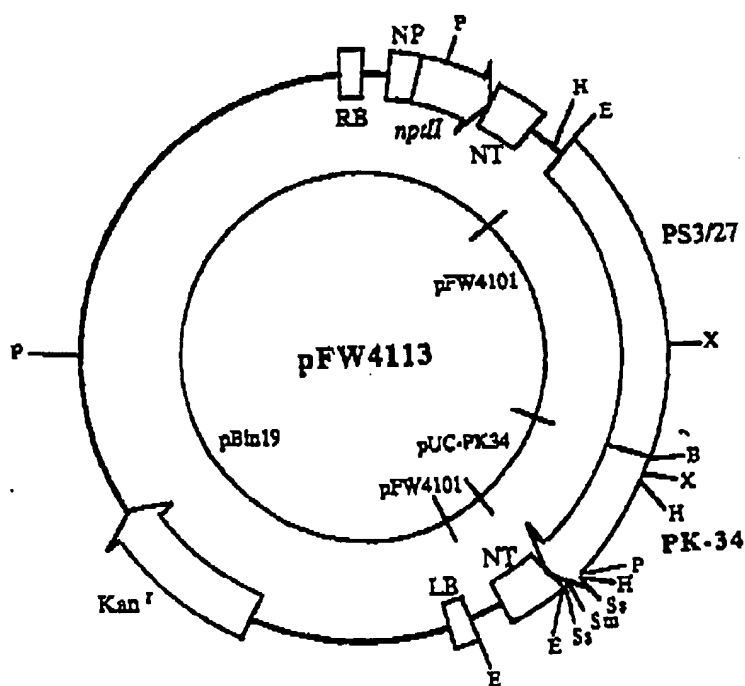 NP
P
RB
nptII
NT
H
E
PS3/27
pFW4101
X
P
pFW4113
pBin19
pUC-PK34
B
X
pFW4101
H
PK-34
NT
P
H
Ss
Sm
Ss
E
LB
Kan r
E